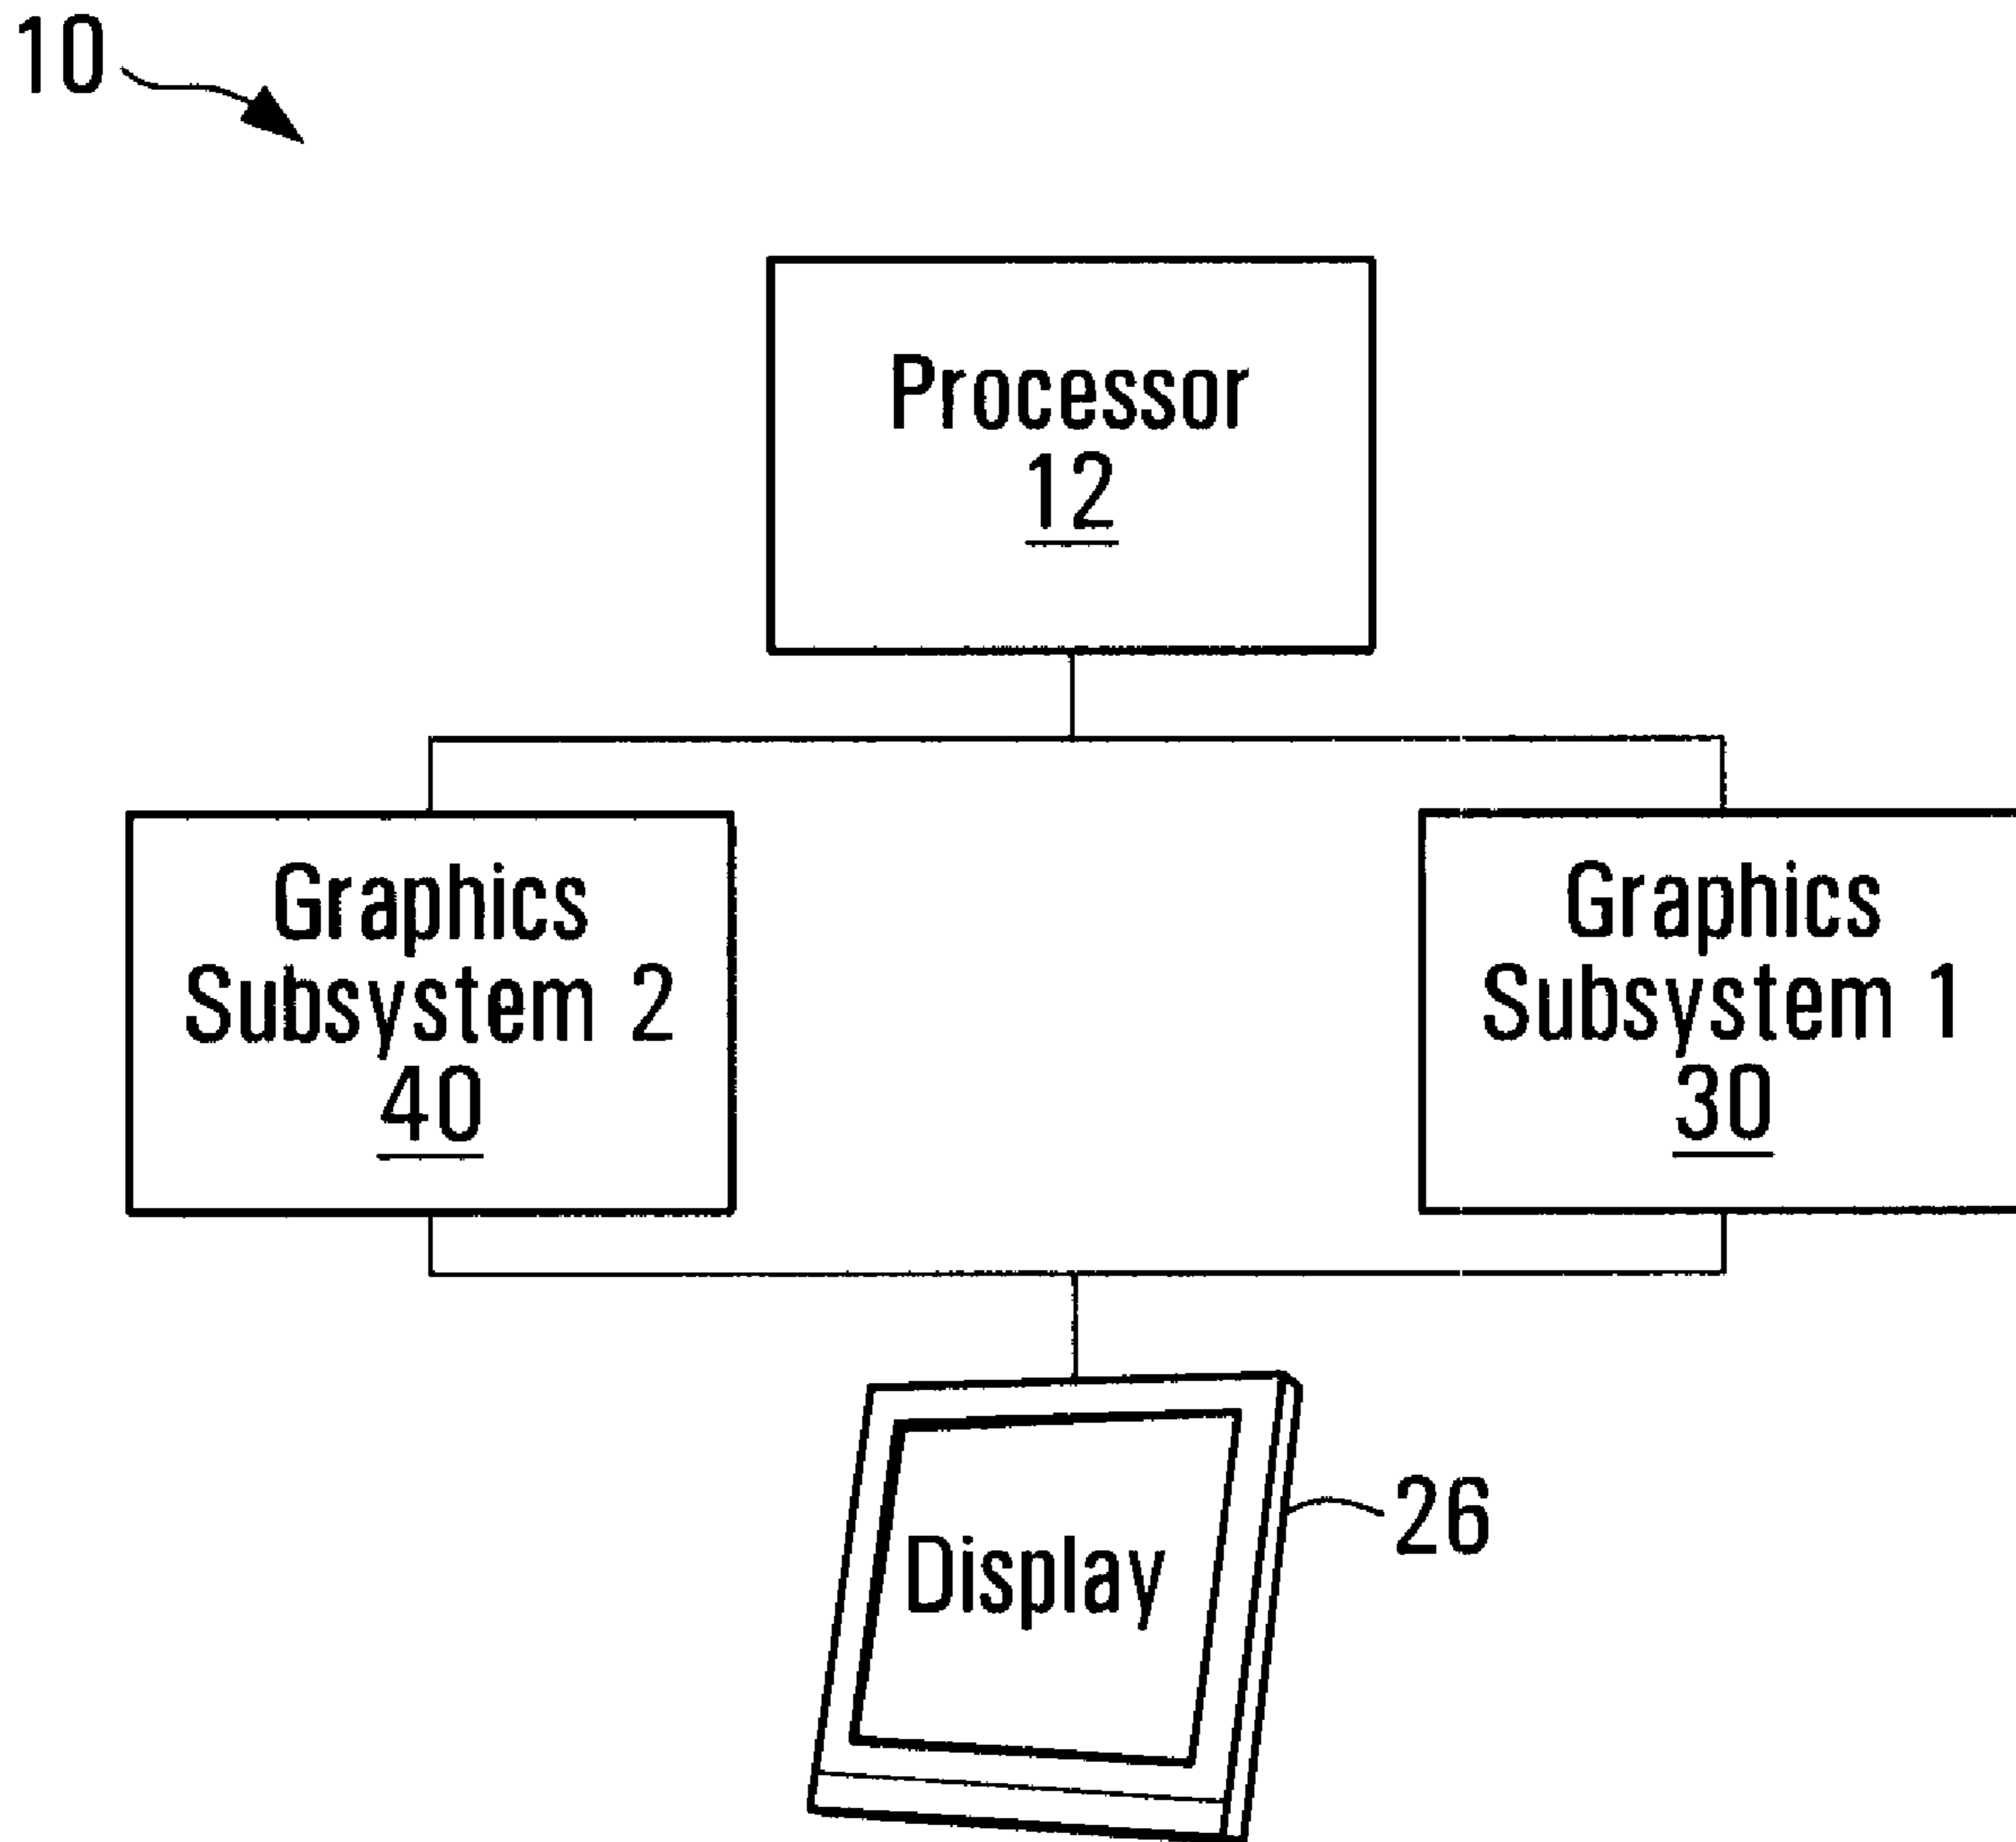 10
Processor
12
Graphics
Subsystem 2
40
Graphics
Subsystem 1
30
Display
26